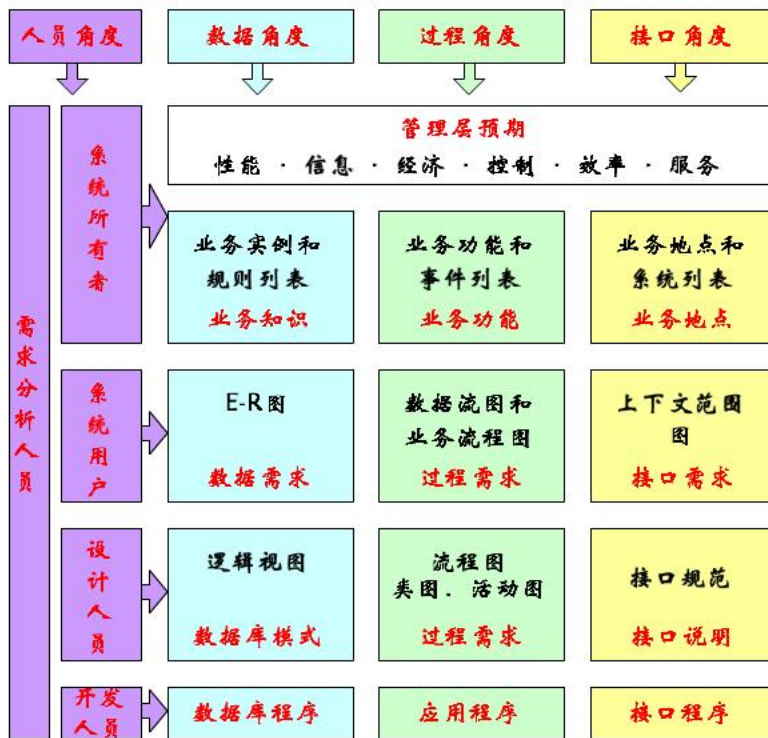 人员角度
数据角度
过程角度
接口角度
需求分析人员
系统所有者
管理层预期
性能 · 信息 · 经济 · 控制 · 效率 · 服务
业务实例和
规则列表
业务知识
业务功能和
事件列表
业务功能
业务地点和
系统列表
业务地点
系统用户
E-R图
数据需求
数据流图和
业务流程图
过程需求
上下文范围
图
接口需求
设计人员
逻辑视图
数据库模式
流程图
类图．活动图
过程需求
接口规范
接口说明
开发
人员
数据库程序
应用程序
接口程序